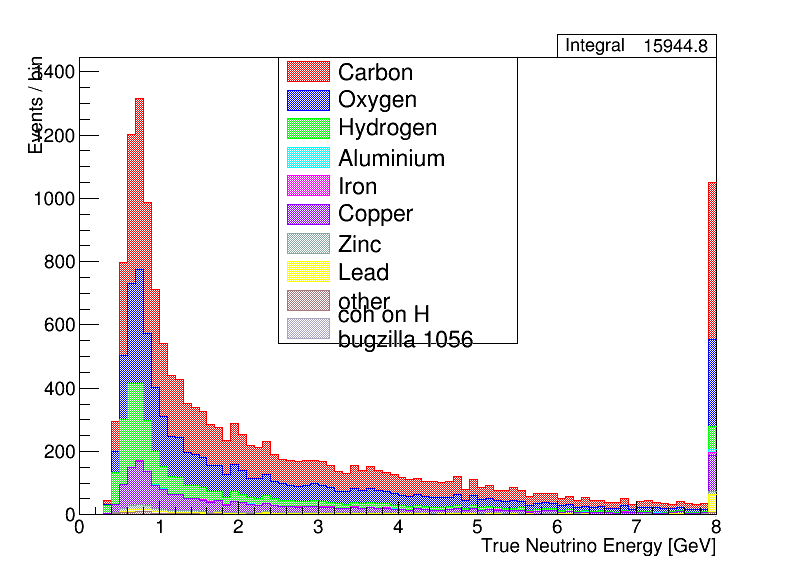 Integral 15944.8
Events / bin
1400
1200
1000
800
600
400
200
0
Carbon
Oxygen
Hydrogen
Aluminium
Iron
Copper
Zinc
Lead
other
coh on H
bugzilla 1056
0 1 2 3 4 5 6 7 8
True Neutrino Energy [GeV]